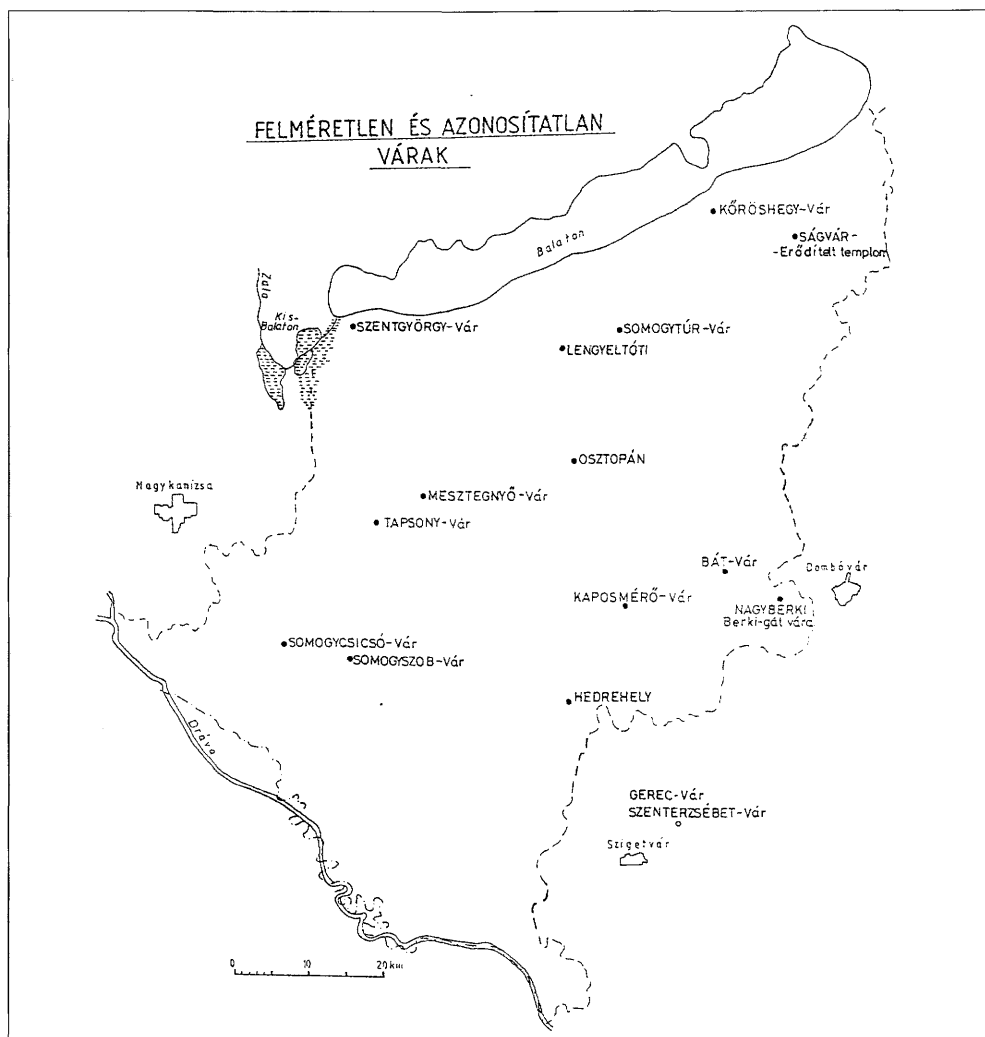 FELMÉRETLEN ÉS AZONOSÍTATLAN
VÁRAK
KŐRÖSHEGY-Vár
SÁGVÁR-
-Erődített templom
Balaton
Zala
Kis-
Balaton
SZENTGYÖRGY-Vár
SOMOGYTÚR-Vár
LENGYELTÓTI
OSZTOPÁN
Nagykanizsa
MESZTEGNYŐ-Vár
TAPSONY-Vár
BÁT-Vár
Dombóvár
KAPOSMÉRŐ-Vár
NAGYBERKI
Berki-gát vára
SOMOGYCSICSÓ-Vár
SOMOGYSZOB-Vár
HEDREHELY
Dráva
GEREC-Vár
SZENTERZSÉBET-Vár
Szigetvár
0 10 20 km